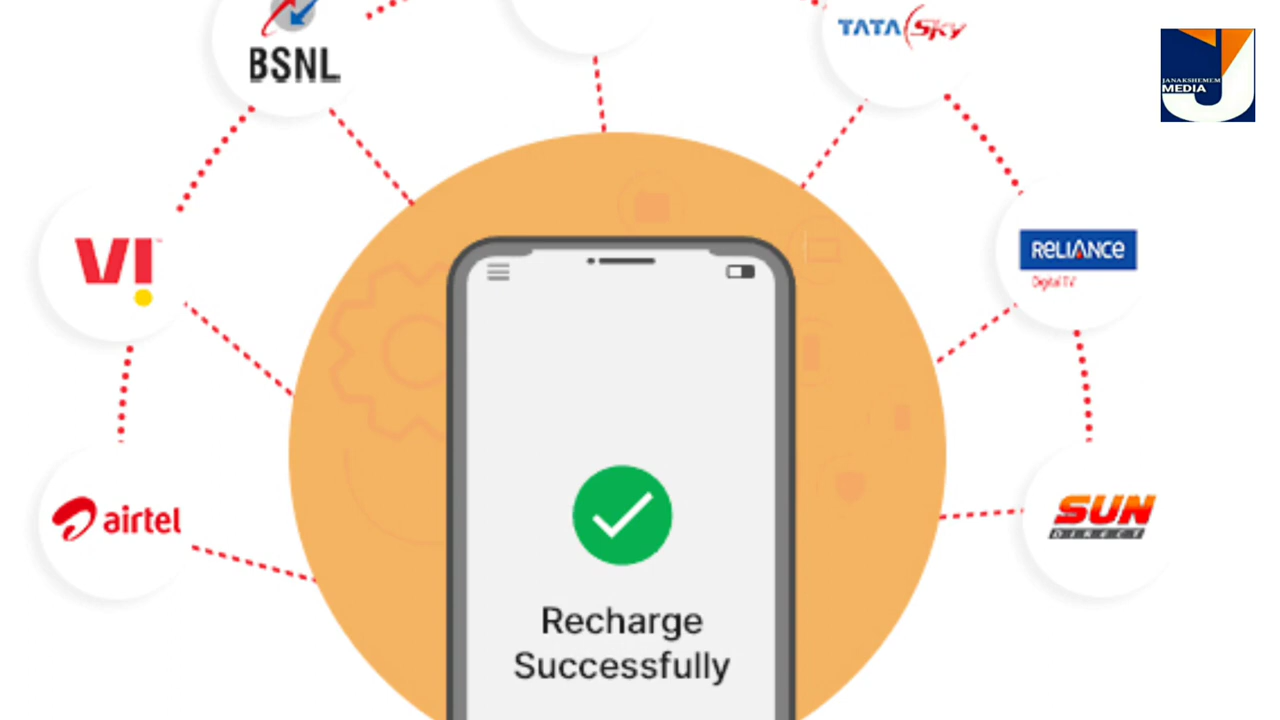 BSNL
TATA Sky
JANAKSHEMEM
MEDIA
VI
RELIANCE
Digital TV
airtel
SUN
DIRECT
Recharge
Successfully